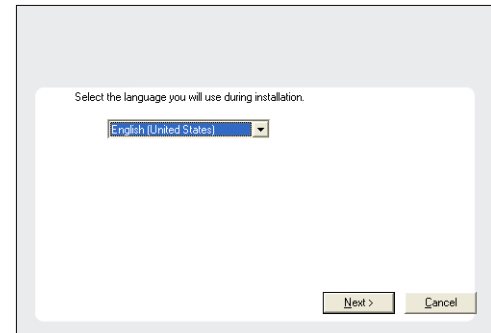 Select the language you will use during installation.
English (United States)
Next >
Cancel